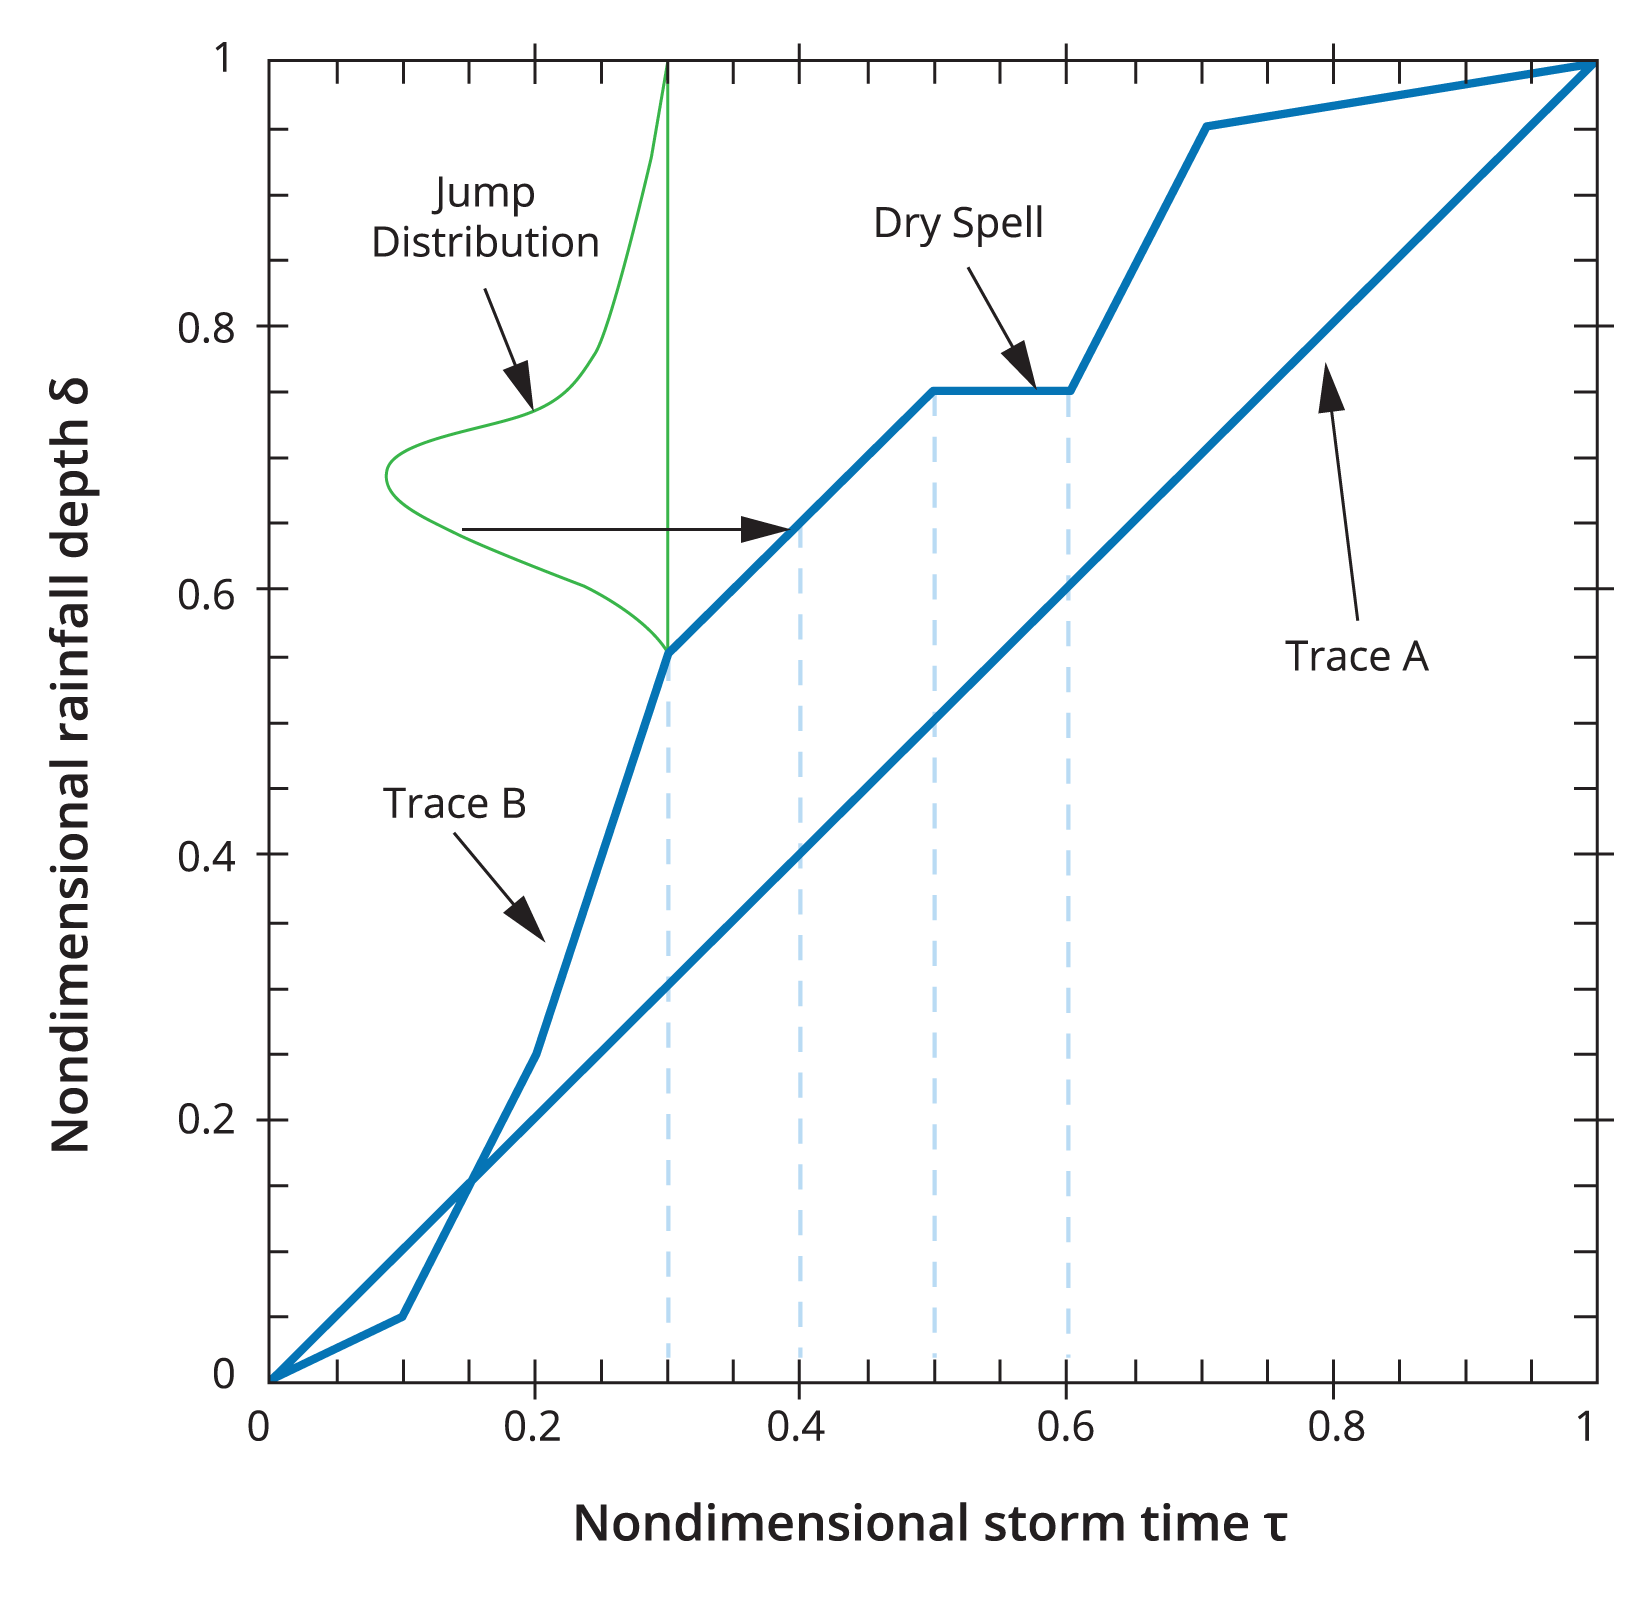 1
Jump
Distribution
Dry Spell
0.8
Nondimensional rainfall depth δ
0.6
Trace A
Trace B
0.4
0.2
0
0 0.2 0.4 0.6 0.8 1
Nondimensional storm time τ